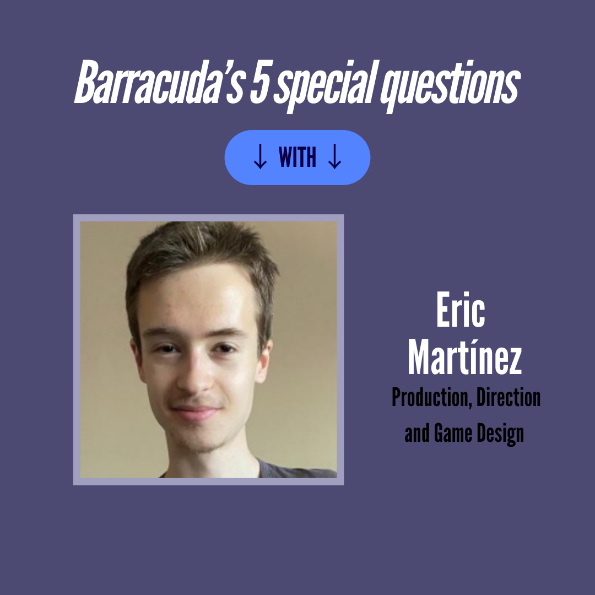 Barracuda’s 5 special questions
↓ WITH ↓
Eric
Martínez
Production, Direction
and Game Design